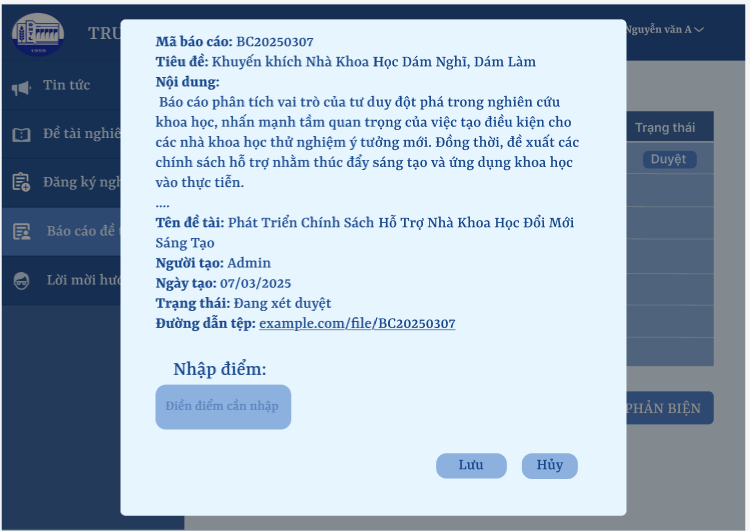 1959
TRU
Nguyễn văn A
Tin tức
Đề tài nghiê
Đăng ký ngh
Báo cáo đề t
Lời mời hướ
Trạng thái
Duyệt
PHẢN BIỆN
Mã báo cáo: BC20250307
Tiêu đề: Khuyến khích Nhà Khoa Học Dám Nghĩ, Dám Làm
Nội dung:
Báo cáo phân tích vai trò của tư duy đột phá trong nghiên cứu
khoa học, nhấn mạnh tầm quan trọng của việc tạo điều kiện cho
các nhà khoa học thử nghiệm ý tưởng mới. Đồng thời, đề xuất các
chính sách hỗ trợ nhằm thúc đẩy sáng tạo và ứng dụng khoa học
vào thực tiễn.
....
Tên đề tài: Phát Triển Chính Sách Hỗ Trợ Nhà Khoa Học Đổi Mới
Sáng Tạo
Người tạo: Admin
Ngày tạo: 07/03/2025
Trạng thái: Đang xét duyệt
Đường dẫn tệp: example.com/file/BC20250307
Nhập điểm:
Điền điểm cần nhập
Lưu
Hủy